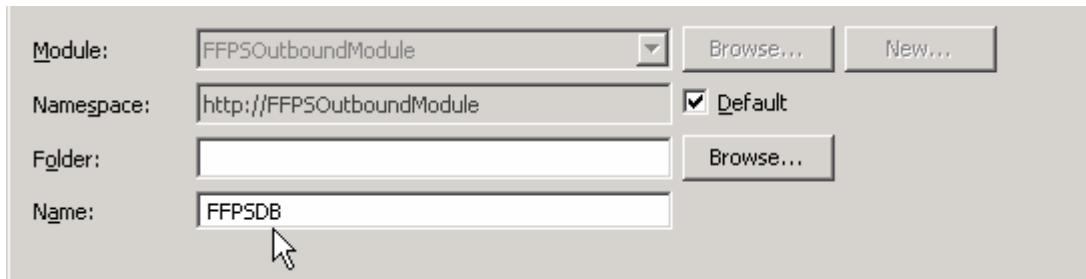 Module: FFPSOutboundModule Browse... New...
Namespace: http://FFPSOutboundModule Default
Folder: Browse...
Name: FFPSDB